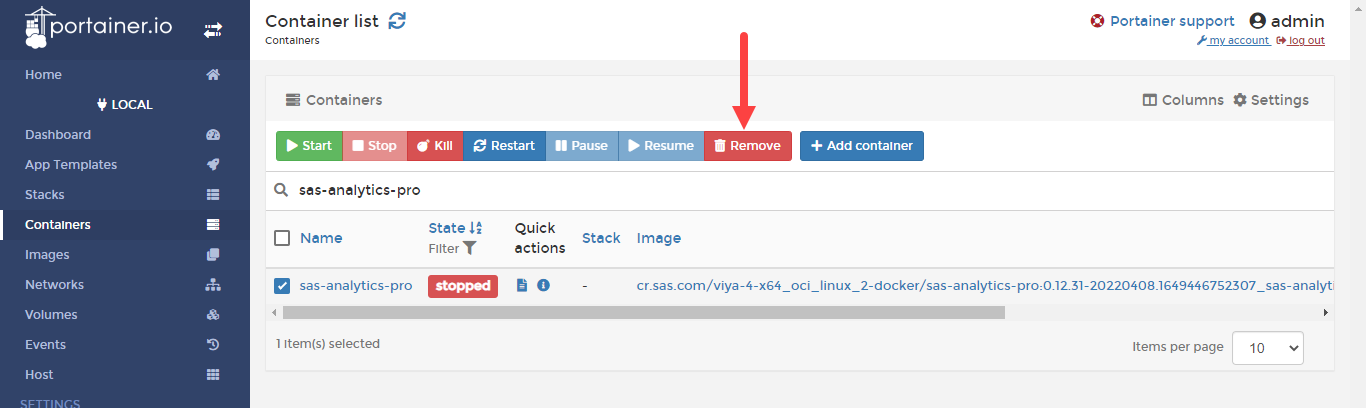 portainer.io
Home
LOCAL
Dashboard
App Templates
Stacks
Containers
Images
Networks
Volumes
Events
Host
SETTINGS
Container list
Containers
Portainer support admin
my account log out
Containers
Columns Settings
Start Stop Kill Restart Pause Resume Remove Add container
sas-analytics-pro
Name State Filter Quick actions Stack Image
sas-analytics-pro stopped - cr.sas.com/viya-4-x64_oci_linux_2-docker/sas-analytics-pro:0.12.31-20220408.1649446752307_sas-analyti
1 item(s) selected
Items per page 10